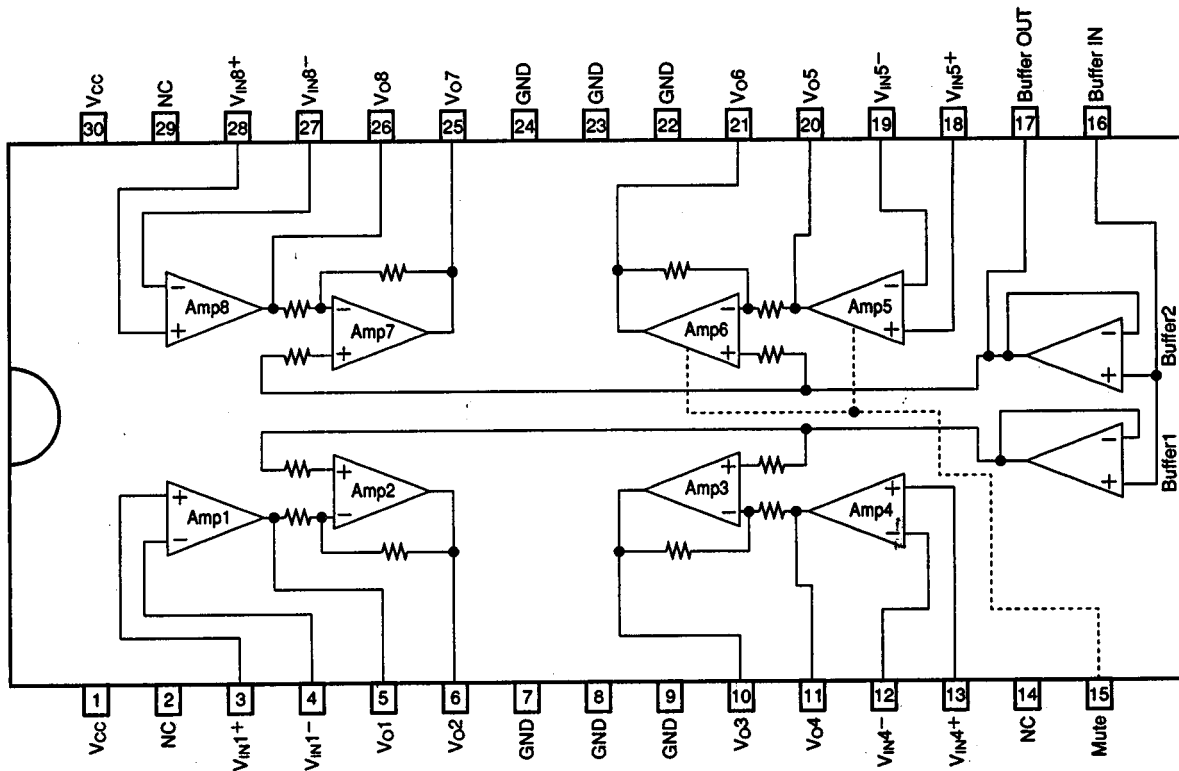 Vcc
NC
VIN8+
VIN8−
Vo8
Vo7
GND
GND
GND
Vo6
Vo5
VIN5−
VIN5+
Buffer OUT
Buffer IN
30
29
28
27
26
25
24
23
22
21
20
19
18
17
16
− Amp8 +
− Amp7 +
− Amp6 +
− Amp5 +
− + Buffer2
+ Amp1 −
+ Amp2 −
+ Amp3 −
+ Amp4 −
− + Buffer1
1
2
3
4
5
6
7
8
9
10
11
12
13
14
15
Vcc
NC
VIN1+
VIN1−
Vo1
Vo2
GND
GND
GND
Vo3
Vo4
VIN4−
VIN4+
NC
Mute